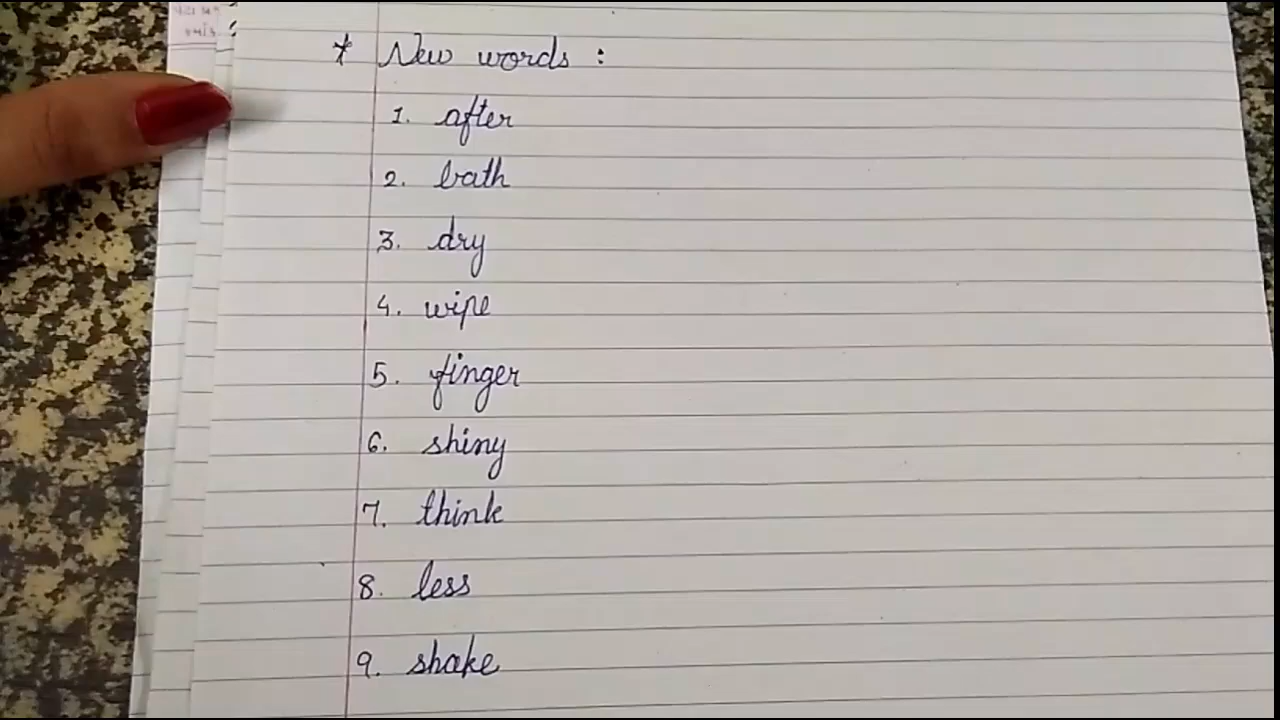 * New words :
1. after
2. bath
3. dry
4. wipe
5. finger
6. shiny
7. think
8. less
9. shake